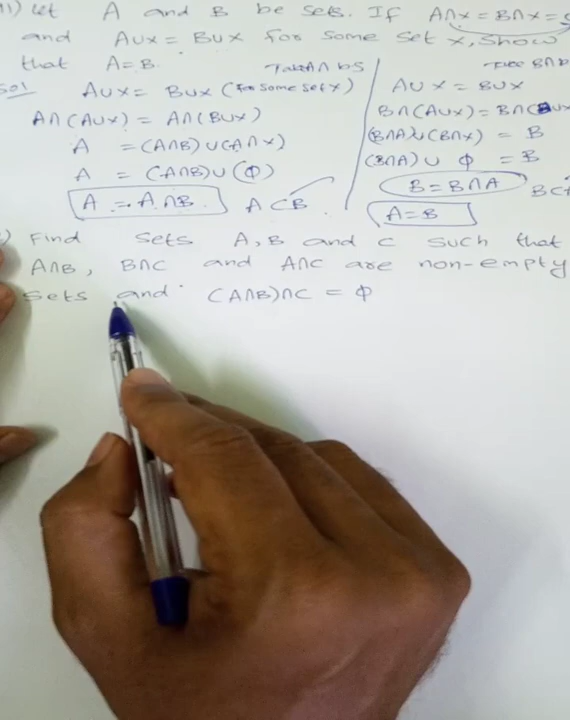 11) Let A and B be sets. If A∩x = B∩x =
and A∪x = B∪x for some set x, show
that A=B.
Sol A∪x = B∪x (For some set x)
A∩(A∪x) = A∩(B∪x)
A = (A∩B)∪(A∩x)
A = (A∩B)∪(ϕ)
A = A∩B A⊂B
A∪x = B∪x
B∩(A∪x) = B∩(B∪x
(B∩A)∪(B∩x) = B
(B∩A)∪ ϕ = B
B=B∩A
A=B
Find sets A,B and C such that
A∩B, B∩C and A∩C are non-empty
sets and (A∩B)∩C = ϕ